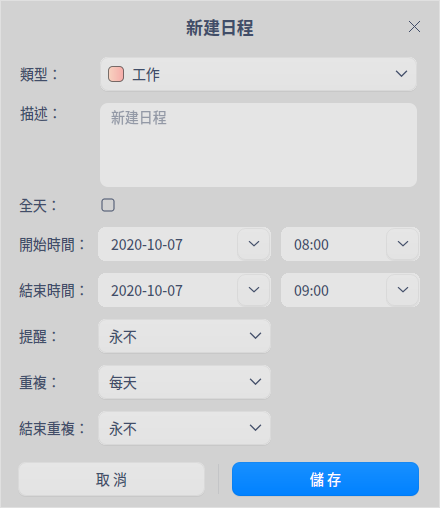 新建日程
類型： 工作
描述： 新建日程
全天：
開始時間： 2020-10-07 08:00
結束時間： 2020-10-07 09:00
提醒： 永不
重複： 每天
結束重複： 永不
取消 儲存